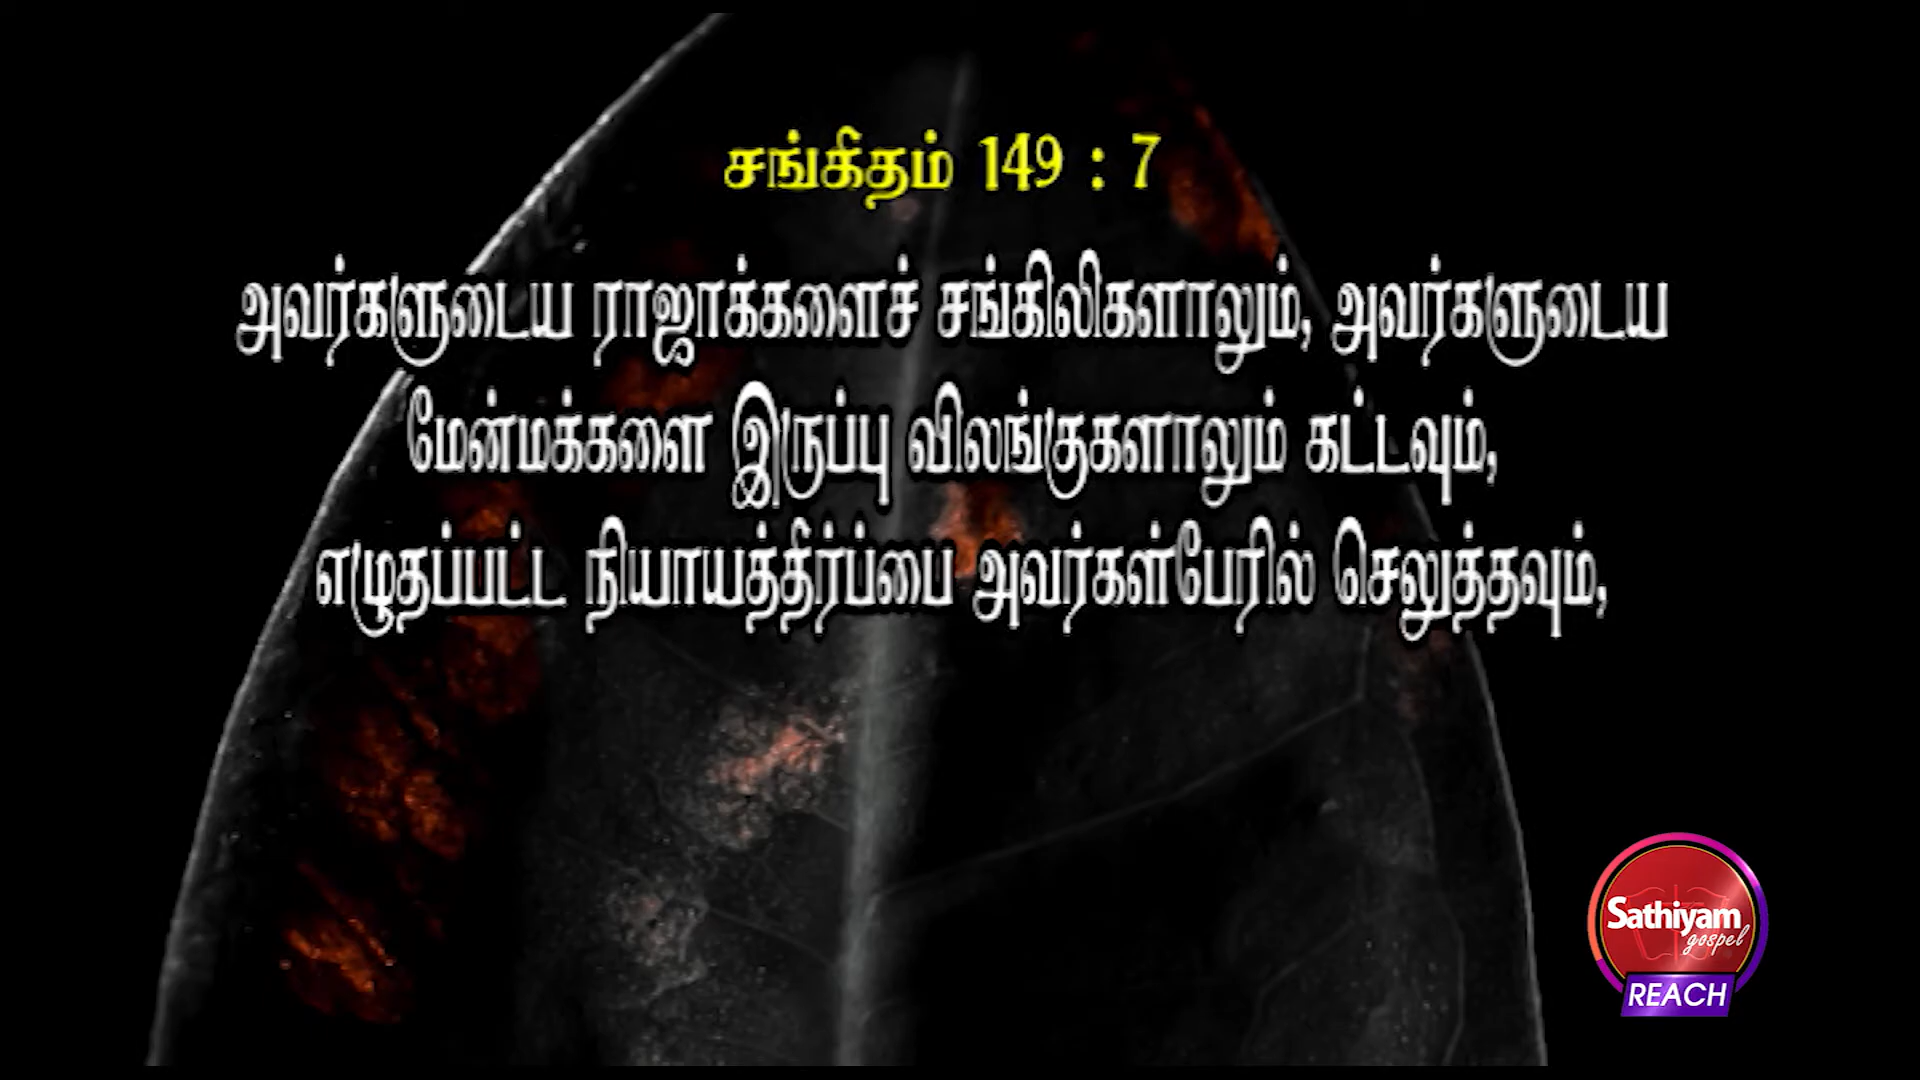 சங்கிதம் 149 : 7
அவர்களுடைய ராஜாக்களைச் சங்கிலிகளாலும், அவர்களுடைய
மேன்மக்களை இருப்பு விலங்குகளாலும் கட்டவும்,
எழுதப்பட்ட நியாயத்திர்ப்பை அவர்கள்பேரில் செலுத்தவும்,
Sathiyam
gospel
REACH